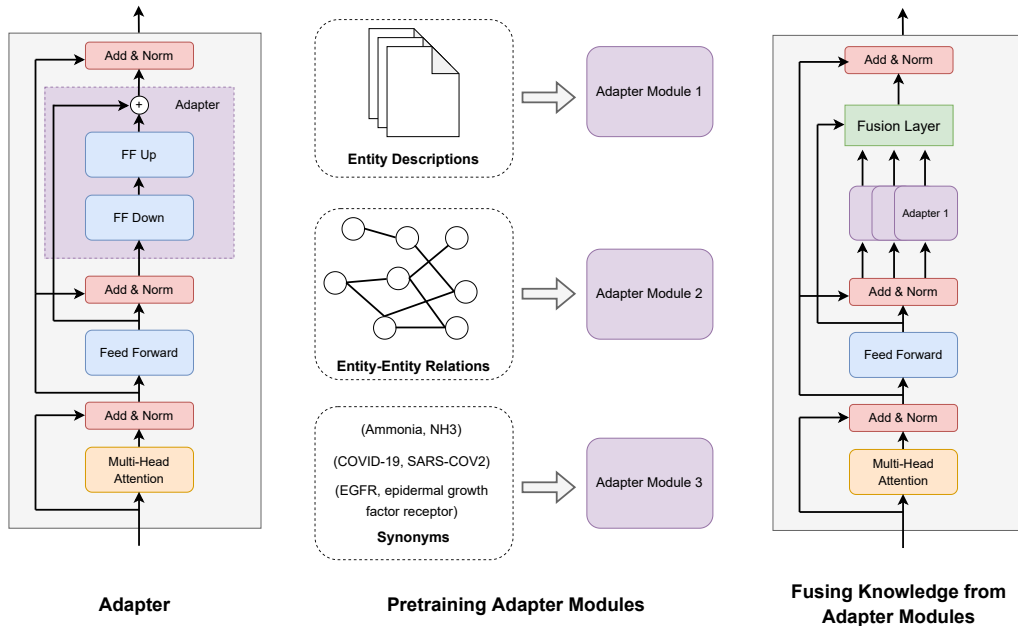 Add & Norm
+
Adapter
FF Up
FF Down
Add & Norm
Feed Forward
Add & Norm
Multi-Head
Attention
Adapter
Entity Descriptions
Adapter Module 1
Entity-Entity Relations
Adapter Module 2
(Ammonia, NH3)
(COVID-19, SARS-COV2)
(EGFR, epidermal growth
factor receptor)
Synonyms
Adapter Module 3
Pretraining Adapter Modules
Add & Norm
Fusion Layer
Adapter 1
Add & Norm
Feed Forward
Add & Norm
Multi-Head
Attention
Fusing Knowledge from
Adapter Modules